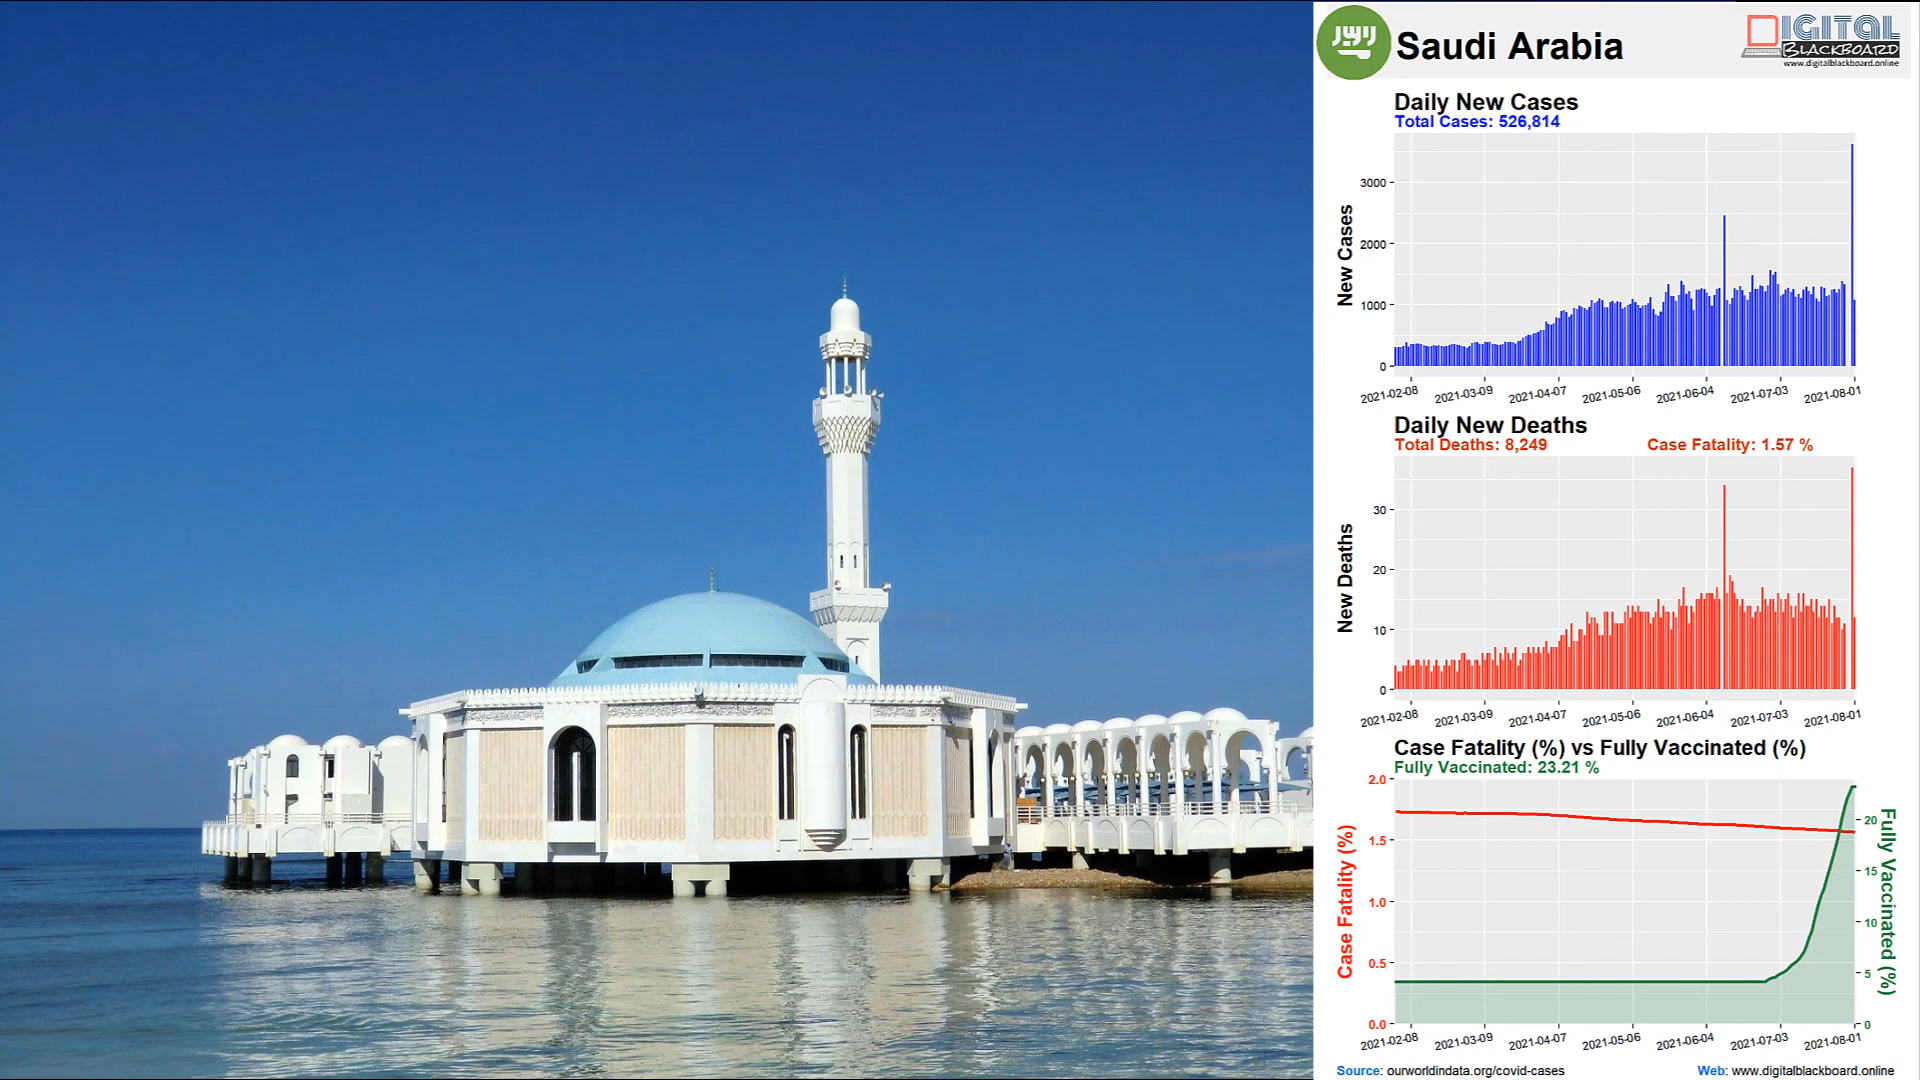 Saudi Arabia
DIGITAL
BLACKBOARD
www.digitalblackboard.online
Daily New Cases
Total Cases: 526,814
New Cases
3000
2000
1000
0
2021-02-08 2021-03-09 2021-04-07 2021-05-06 2021-06-04 2021-07-03 2021-08-01
Daily New Deaths
Total Deaths: 8,249 Case Fatality: 1.57 %
New Deaths
30
20
10
0
2021-02-08 2021-03-09 2021-04-07 2021-05-06 2021-06-04 2021-07-03 2021-08-01
Case Fatality (%) vs Fully Vaccinated (%)
Fully Vaccinated: 23.21 %
Case Fatality (%)
2.0
1.5
1.0
0.5
0.0
Fully Vaccinated (%)
20
15
10
5
0
2021-02-08 2021-03-09 2021-04-07 2021-05-06 2021-06-04 2021-07-03 2021-08-01
Source: ourworldindata.org/covid-cases
Web: www.digitalblackboard.online